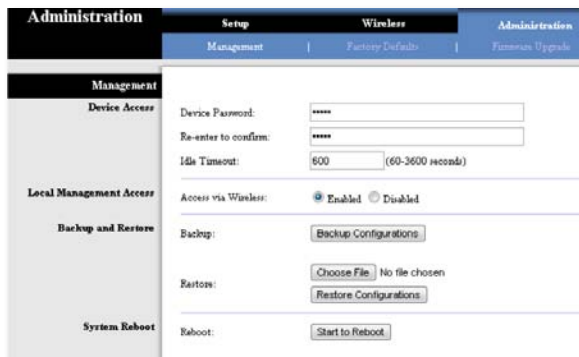 Administration
Setup Wireless Administration
Management | Factory Defaults | Firmware Upgrade
Management
Device Access
Device Password: •••••
Re-enter to confirm: •••••
Idle Timeout: 600 (60-3600 seconds)
Local Management Access
Access via Wireless: Enabled Disabled
Backup and Restore
Backup: Backup Configurations
Restore: Choose File No file chosen
Restore Configurations
System Reboot
Reboot: Start to Reboot